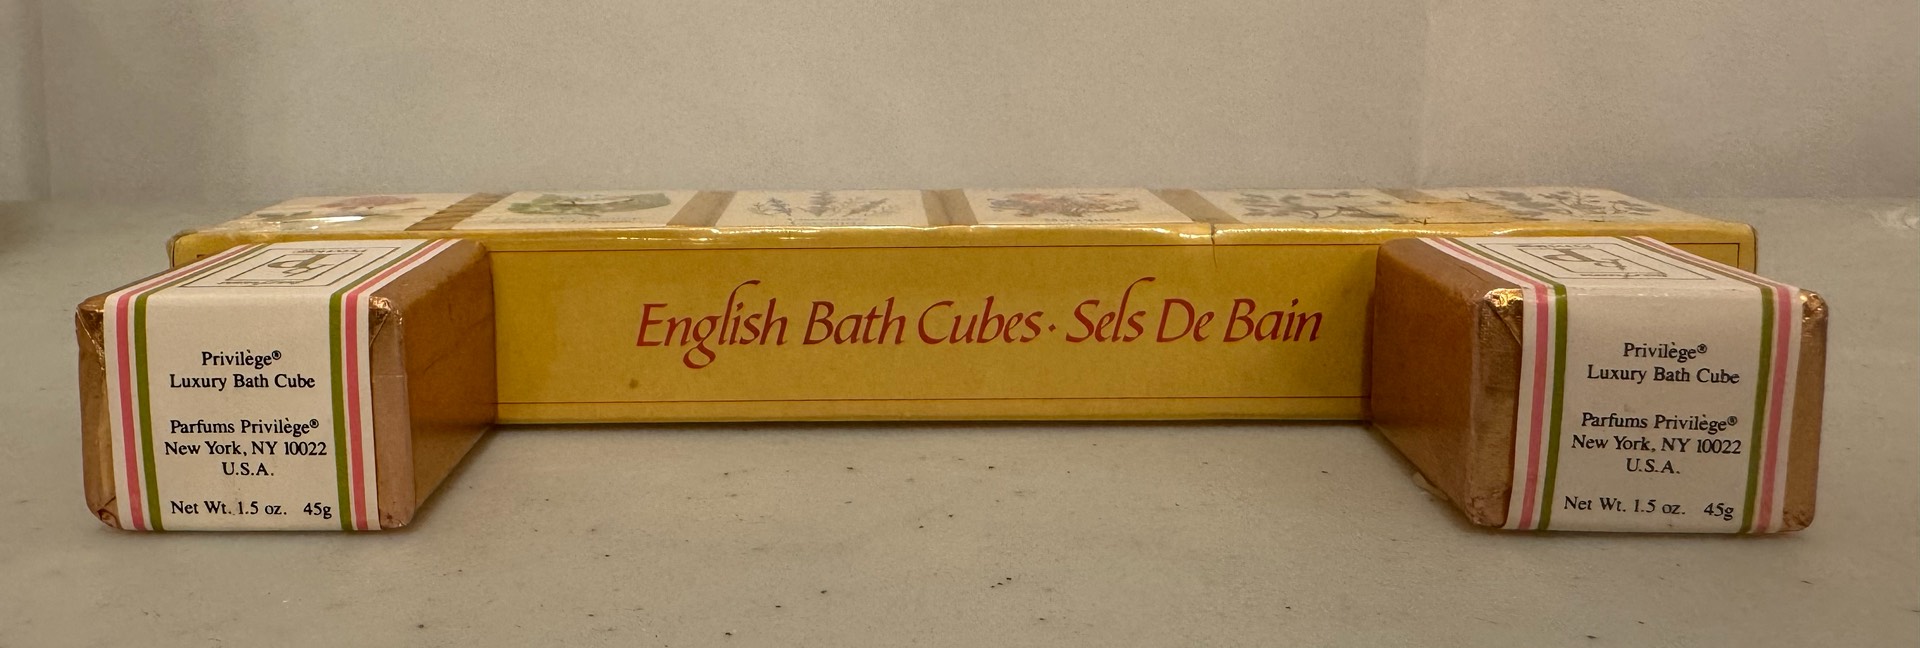 English Bath Cubes · Sels De Bain
Privilège®
Luxury Bath Cube
Parfums Privilège®
New York, NY 10022
U.S.A.
Net Wt. 1.5 oz. 45g
Privilège®
Luxury Bath Cube
Parfums Privilège®
New York, NY 10022
U.S.A.
Net Wt. 1.5 oz. 45g